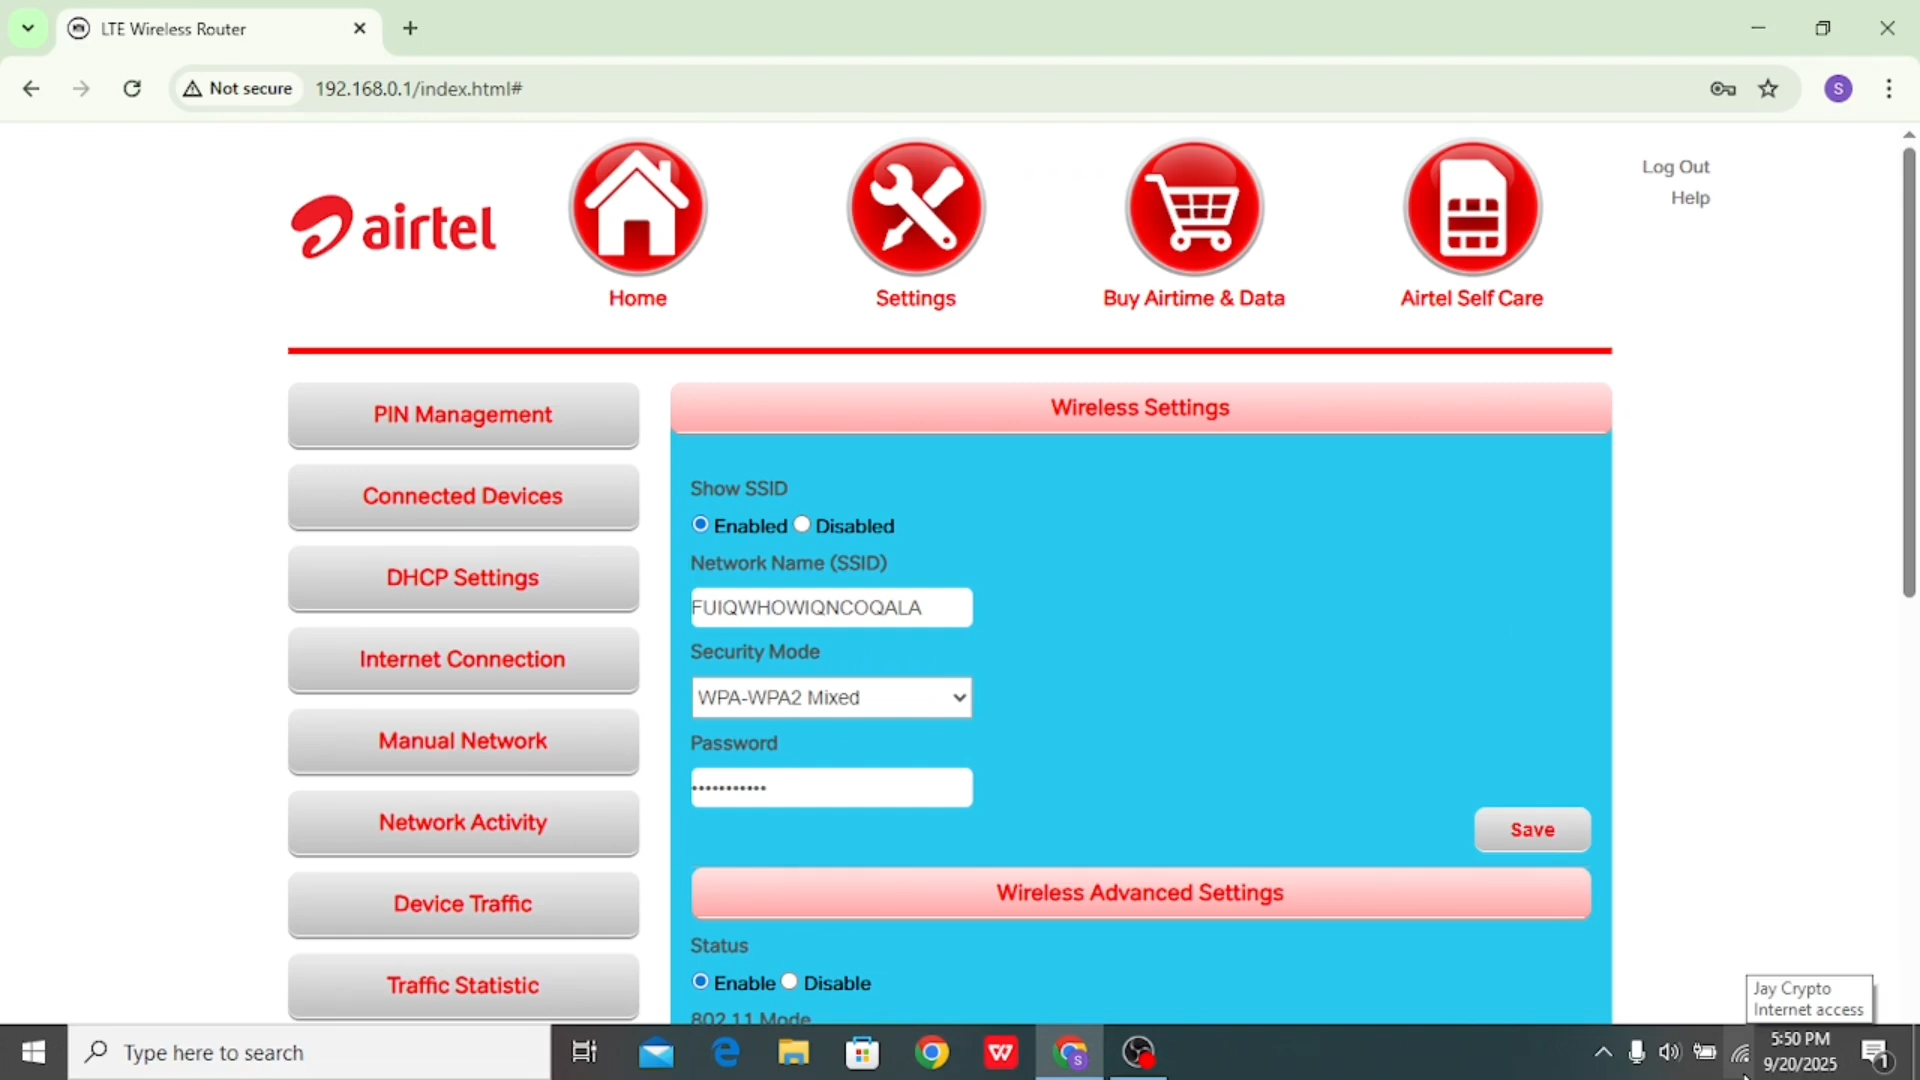 LTE Wireless Router
Not secure
192.168.0.1/index.html#
S
airtel
Home
Settings
Buy Airtime & Data
Airtel Self Care
Log Out
Help
PIN Management
Connected Devices
DHCP Settings
Internet Connection
Manual Network
Network Activity
Device Traffic
Traffic Statistic
Wireless Settings
Show SSID
Enabled Disabled
Network Name (SSID)
FUIQWHOWIQNCOQALA
Security Mode
WPA-WPA2 Mixed
Password
•••••••••••
Save
Wireless Advanced Settings
Status
Enable Disable
802.11 Mode
Jay Crypto
Internet access
Type here to search
W
S
5:50 PM
9/20/2025
1